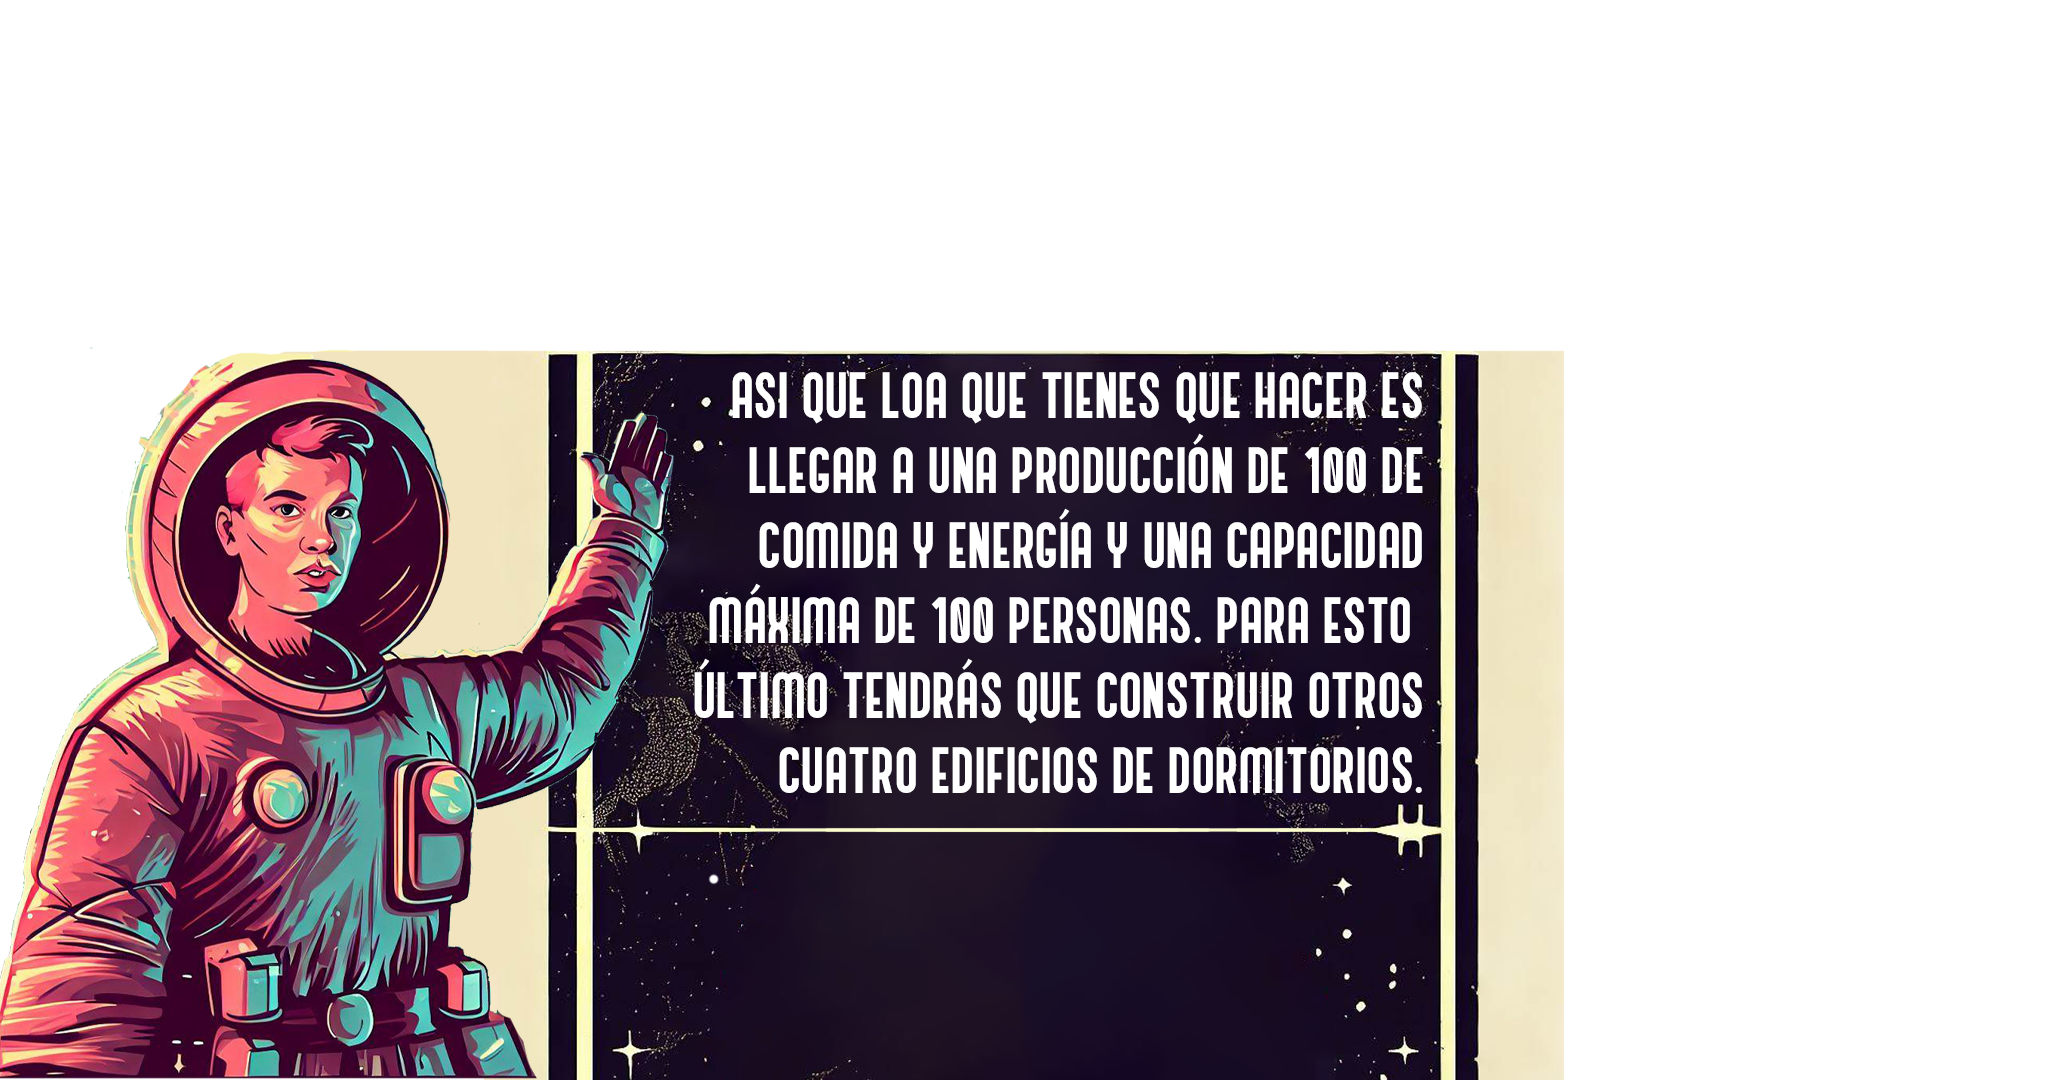 ASI QUE LOA QUE TIENES QUE HACER ES
LLEGAR A UNA PRODUCCIÓN DE 100 DE
COMIDA Y ENERGÍA Y UNA CAPACIDAD
MÁXIMA DE 100 PERSONAS. PARA ESTO
ÚLTIMO TENDRÁS QUE CONSTRUIR OTROS
CUATRO EDIFICIOS DE DORMITORIOS.